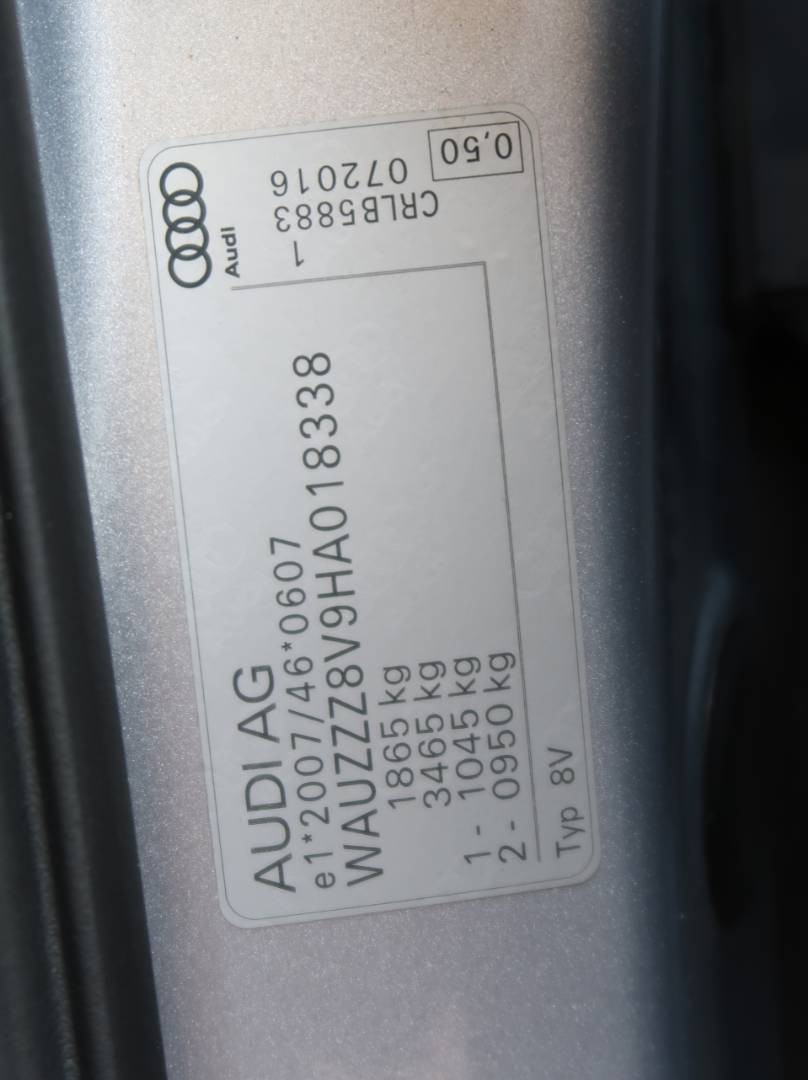 AUDI AG
e1*2007/46*0607
WAUZZZ8V9HA018338
1865 kg
3465 kg
1 - 1045 kg
2 - 0950 kg
Typ 8V
Audi
1
CRLB5883
072016
0,50